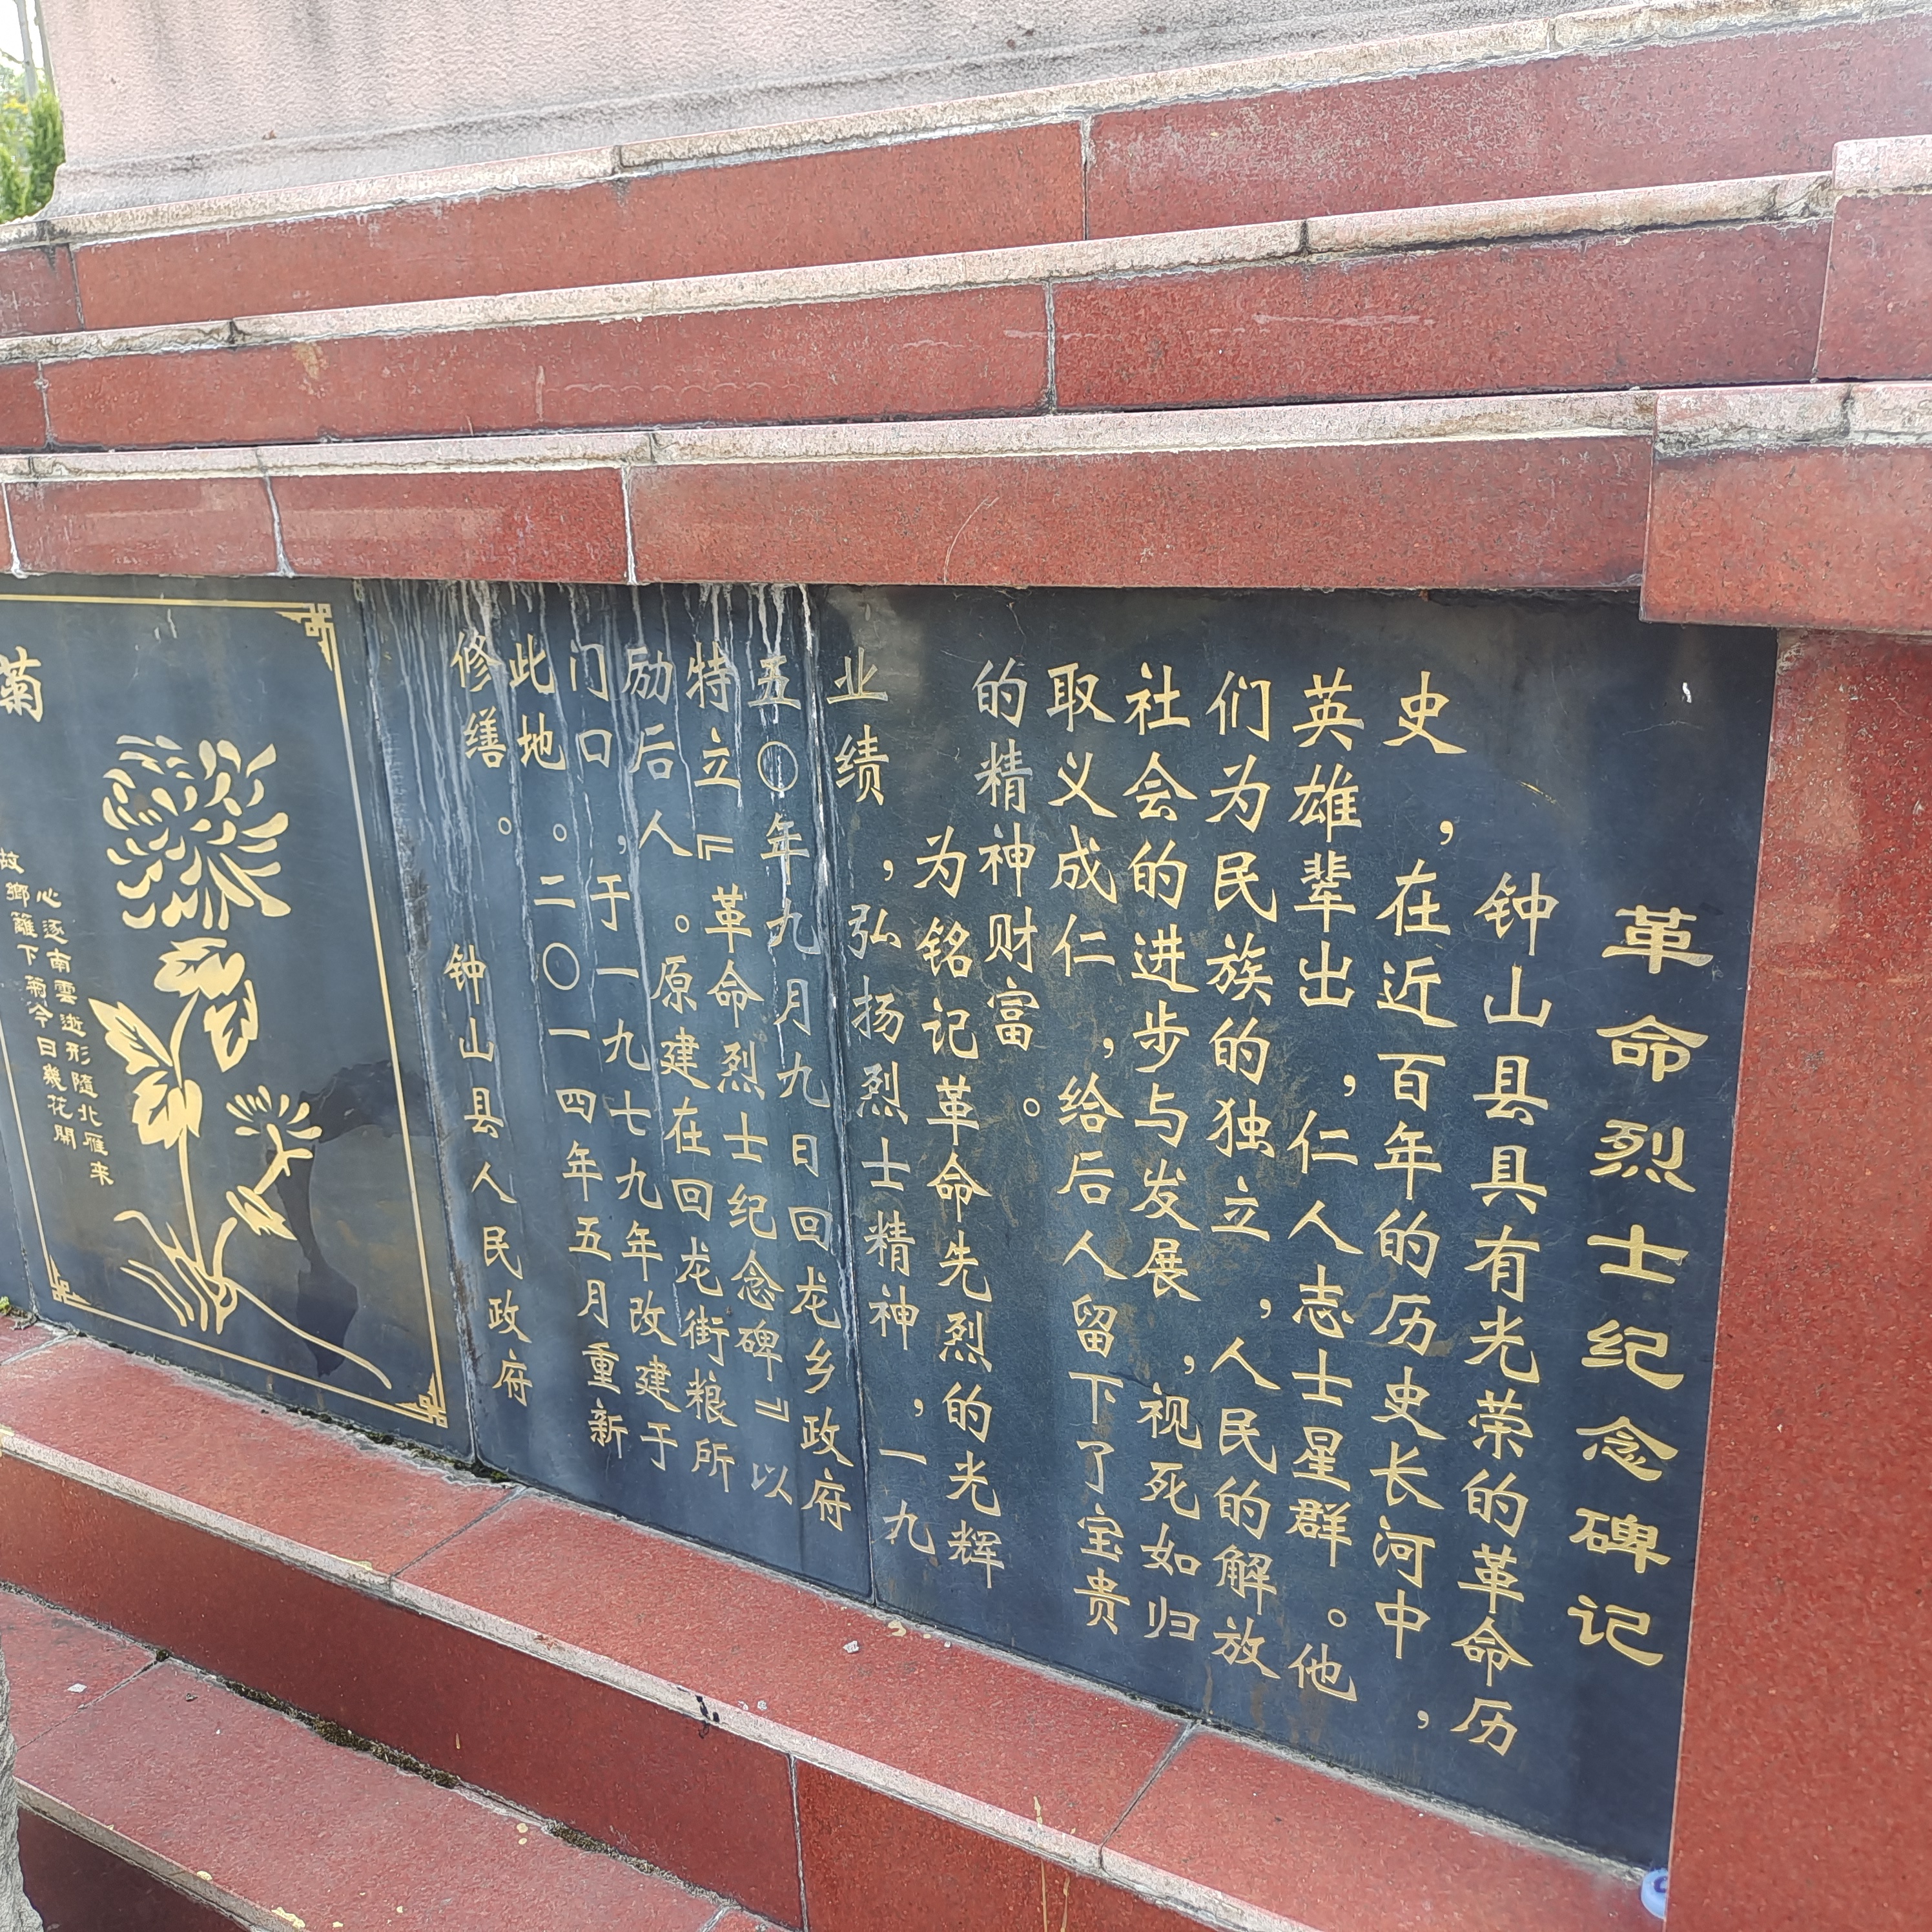 革命烈士纪念碑记
钟山县具有光荣的革命历
史，在近百年的历史长河中，
英雄辈出，仁人志士星群。他
们为民族的独立，人民的解放
社会的进步与发展，视死如归
取义成仁，给后人留下了宝贵
的精神财富。
为铭记革命先烈的光辉
业绩，弘扬烈士精神，一九
五〇年九月九日回龙乡政府
特立『革命烈士纪念碑』以
励后人。原建在回龙街粮所
门口，于一九七九年改建于
此地。二〇一四年五月重新
修缮。
钟山县人民政府
菊
心逐南雲逝形隨北雁来
故鄉籬下菊今日幾花開